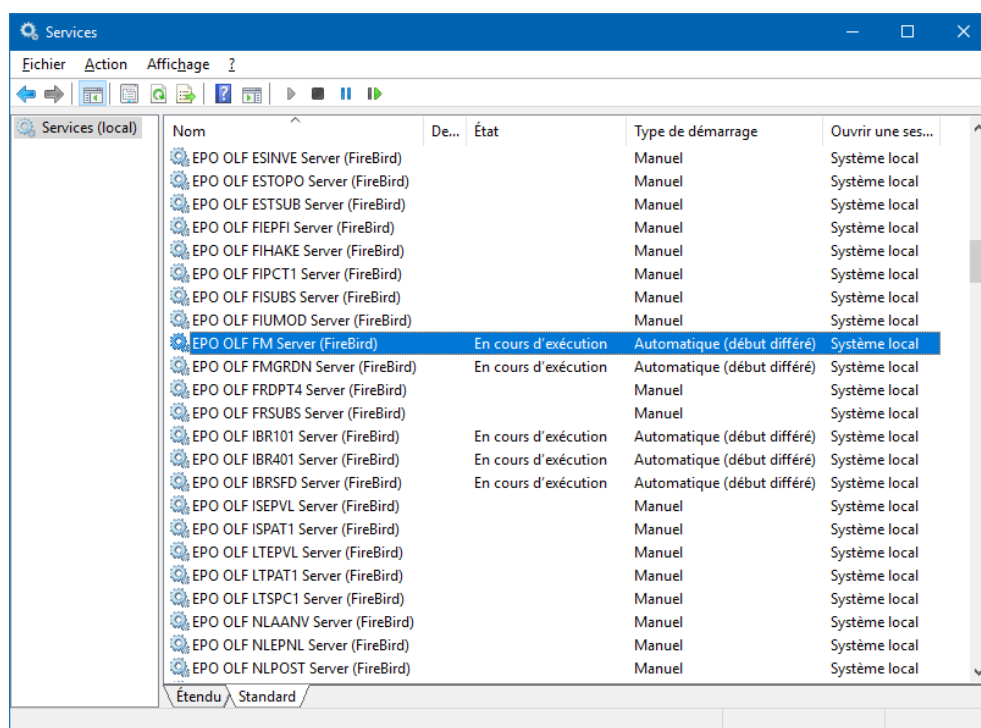 Services
Fichier Action Affichage ?
Services (local)
Nom De... État Type de démarrage Ouvrir une ses...
EPO OLF ESINVE Server (FireBird) Manuel Système local
EPO OLF ESTOPO Server (FireBird) Manuel Système local
EPO OLF ESTSUB Server (FireBird) Manuel Système local
EPO OLF FIEPFI Server (FireBird) Manuel Système local
EPO OLF FIHAKE Server (FireBird) Manuel Système local
EPO OLF FIPCT1 Server (FireBird) Manuel Système local
EPO OLF FISUBS Server (FireBird) Manuel Système local
EPO OLF FIUMOD Server (FireBird) Manuel Système local
EPO OLF FM Server (FireBird) En cours d'exécution Automatique (début différé) Système local
EPO OLF FMGRDN Server (FireBird) En cours d'exécution Automatique (début différé) Système local
EPO OLF FRDPT4 Server (FireBird) Manuel Système local
EPO OLF FRSUBS Server (FireBird) Manuel Système local
EPO OLF IBR101 Server (FireBird) En cours d'exécution Automatique (début différé) Système local
EPO OLF IBR401 Server (FireBird) En cours d'exécution Automatique (début différé) Système local
EPO OLF IBRSFD Server (FireBird) En cours d'exécution Automatique (début différé) Système local
EPO OLF ISEPVL Server (FireBird) Manuel Système local
EPO OLF ISPAT1 Server (FireBird) Manuel Système local
EPO OLF LTEPVL Server (FireBird) Manuel Système local
EPO OLF LTPAT1 Server (FireBird) Manuel Système local
EPO OLF LTSPC1 Server (FireBird) Manuel Système local
EPO OLF NLAANV Server (FireBird) Manuel Système local
EPO OLF NLEPNL Server (FireBird) Manuel Système local
EPO OLF NLPOST Server (FireBird) Manuel Système local
Étendu Standard